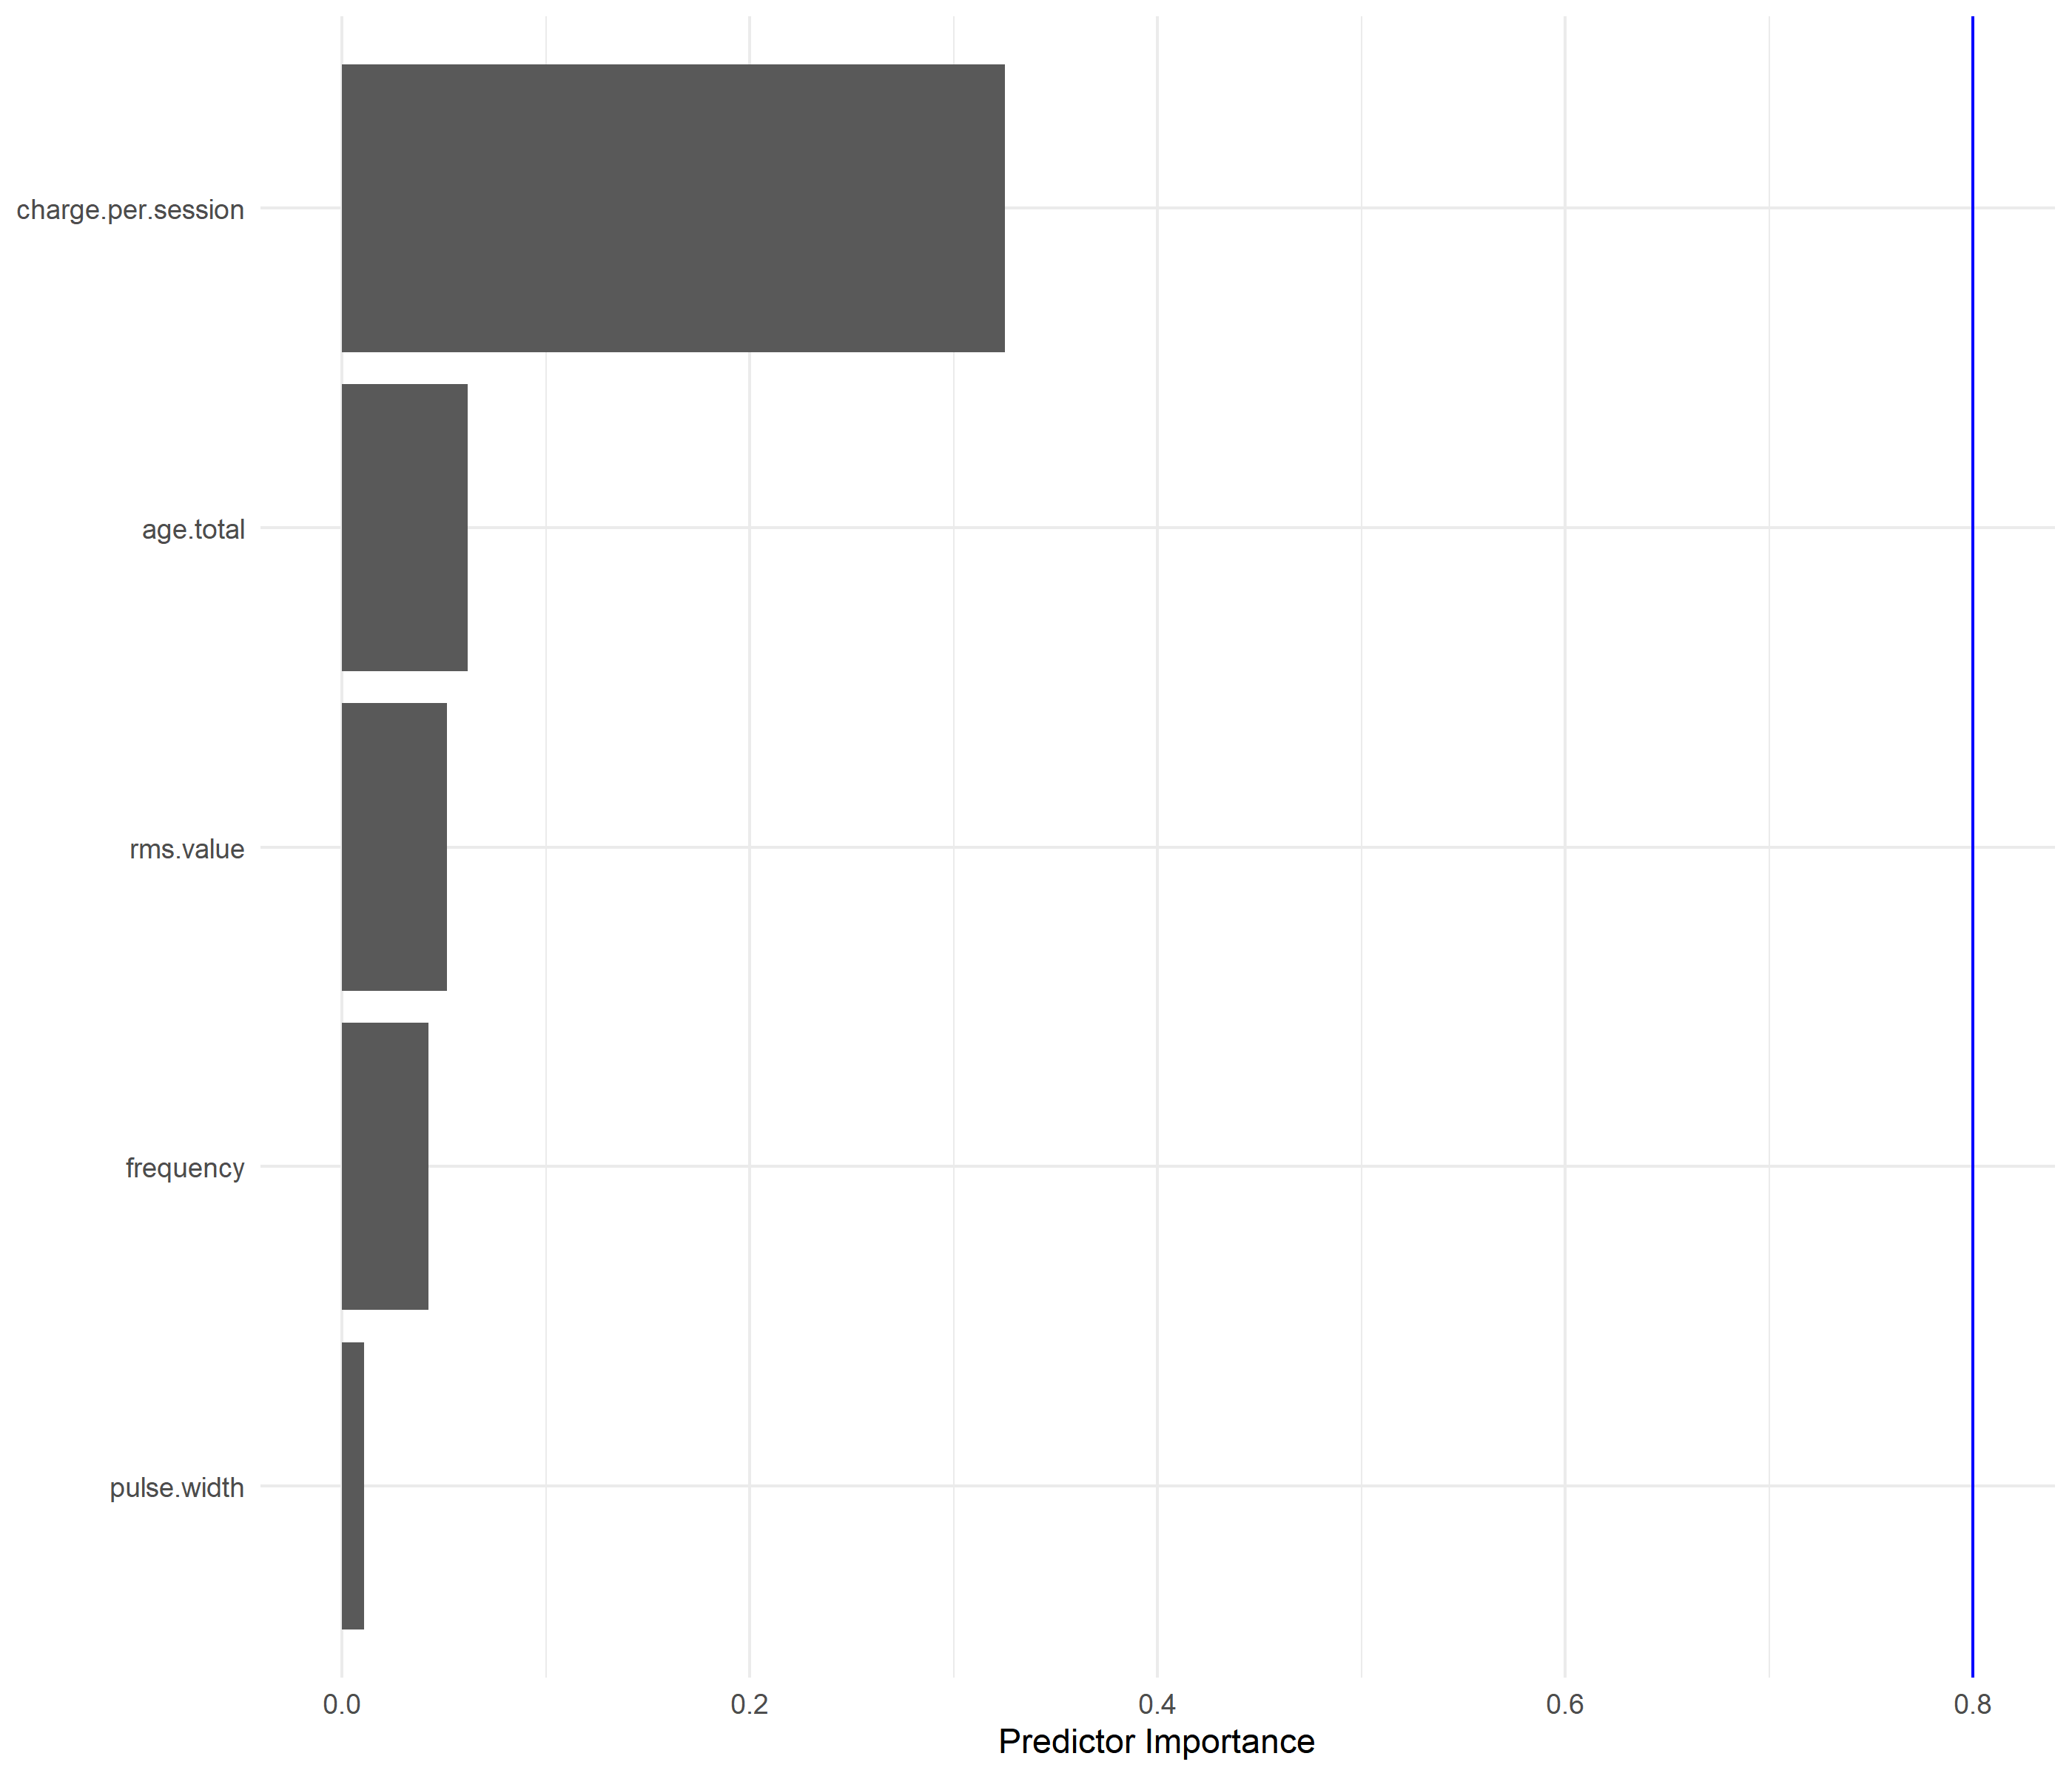 charge.per.session
age.total
rms.value
frequency
pulse.width
0.0 0.2 0.4 0.6 0.8
Predictor Importance